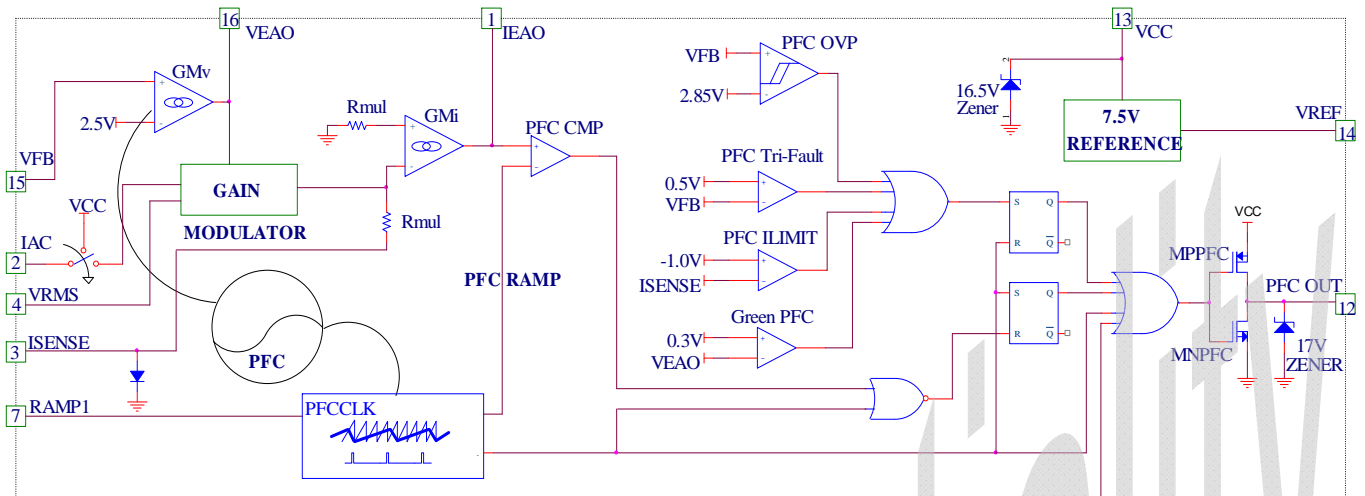 16
VEAO
1
IEAO
13
VCC
PFC OVP
VFB
2.85V
GMv
+
-
2.5V
VFB
15
Rmul
GMi
+
-
PFC CMP
+
-
Rmul
GAIN
MODULATOR
VCC
IAC
2
VRMS
4
ISENSE
3
RAMP1
7
PFC
PFC RAMP
PFCCLK
-
PFC Tri-Fault
0.5V
VFB
+
-
PFC ILIMIT
-1.0V
ISENSE
+
-
Green PFC
0.3V
VEAO
+
-
S Q
R Q
S Q
R Q
2
16.5V
Zener
1
7.5V
REFERENCE
VREF
14
VCC
MPPFC
PFC OUT
12
MNPFC
17V
ZENER